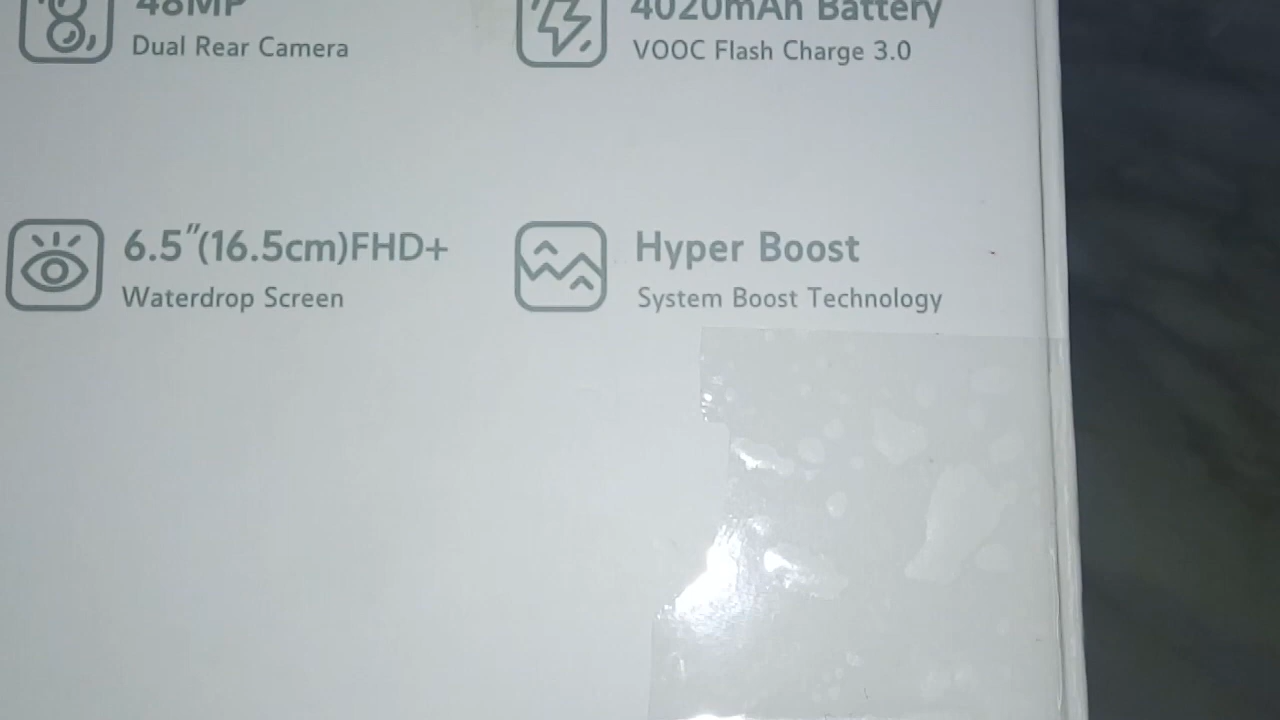 48MP
Dual Rear Camera
4020mAh Battery
VOOC Flash Charge 3.0
6.5"(16.5cm)FHD+
Waterdrop Screen
Hyper Boost
System Boost Technology